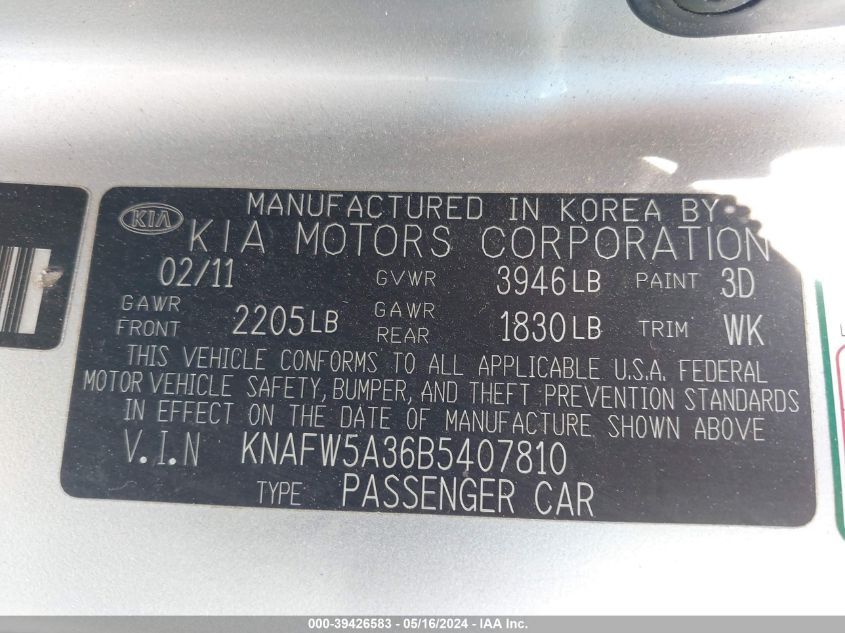 MANUFACTURED IN KOREA BY
KIA KIA MOTORS CORPORATION
02/11 GVWR 3946LB PAINT 3D
GAWR FRONT 2205LB GAWR REAR 1830LB TRIM WK
THIS VEHICLE CONFORMS TO ALL APPLICABLE U.S.A. FEDERAL
MOTOR VEHICLE SAFETY, BUMPER, AND THEFT PREVENTION STANDARDS
IN EFFECT ON THE DATE OF MANUFACTURE SHOWN ABOVE
V.I.N KNAFW5A36B5407810
TYPE PASSENGER CAR
000-39426583 - 05/16/2024 - IAA Inc.